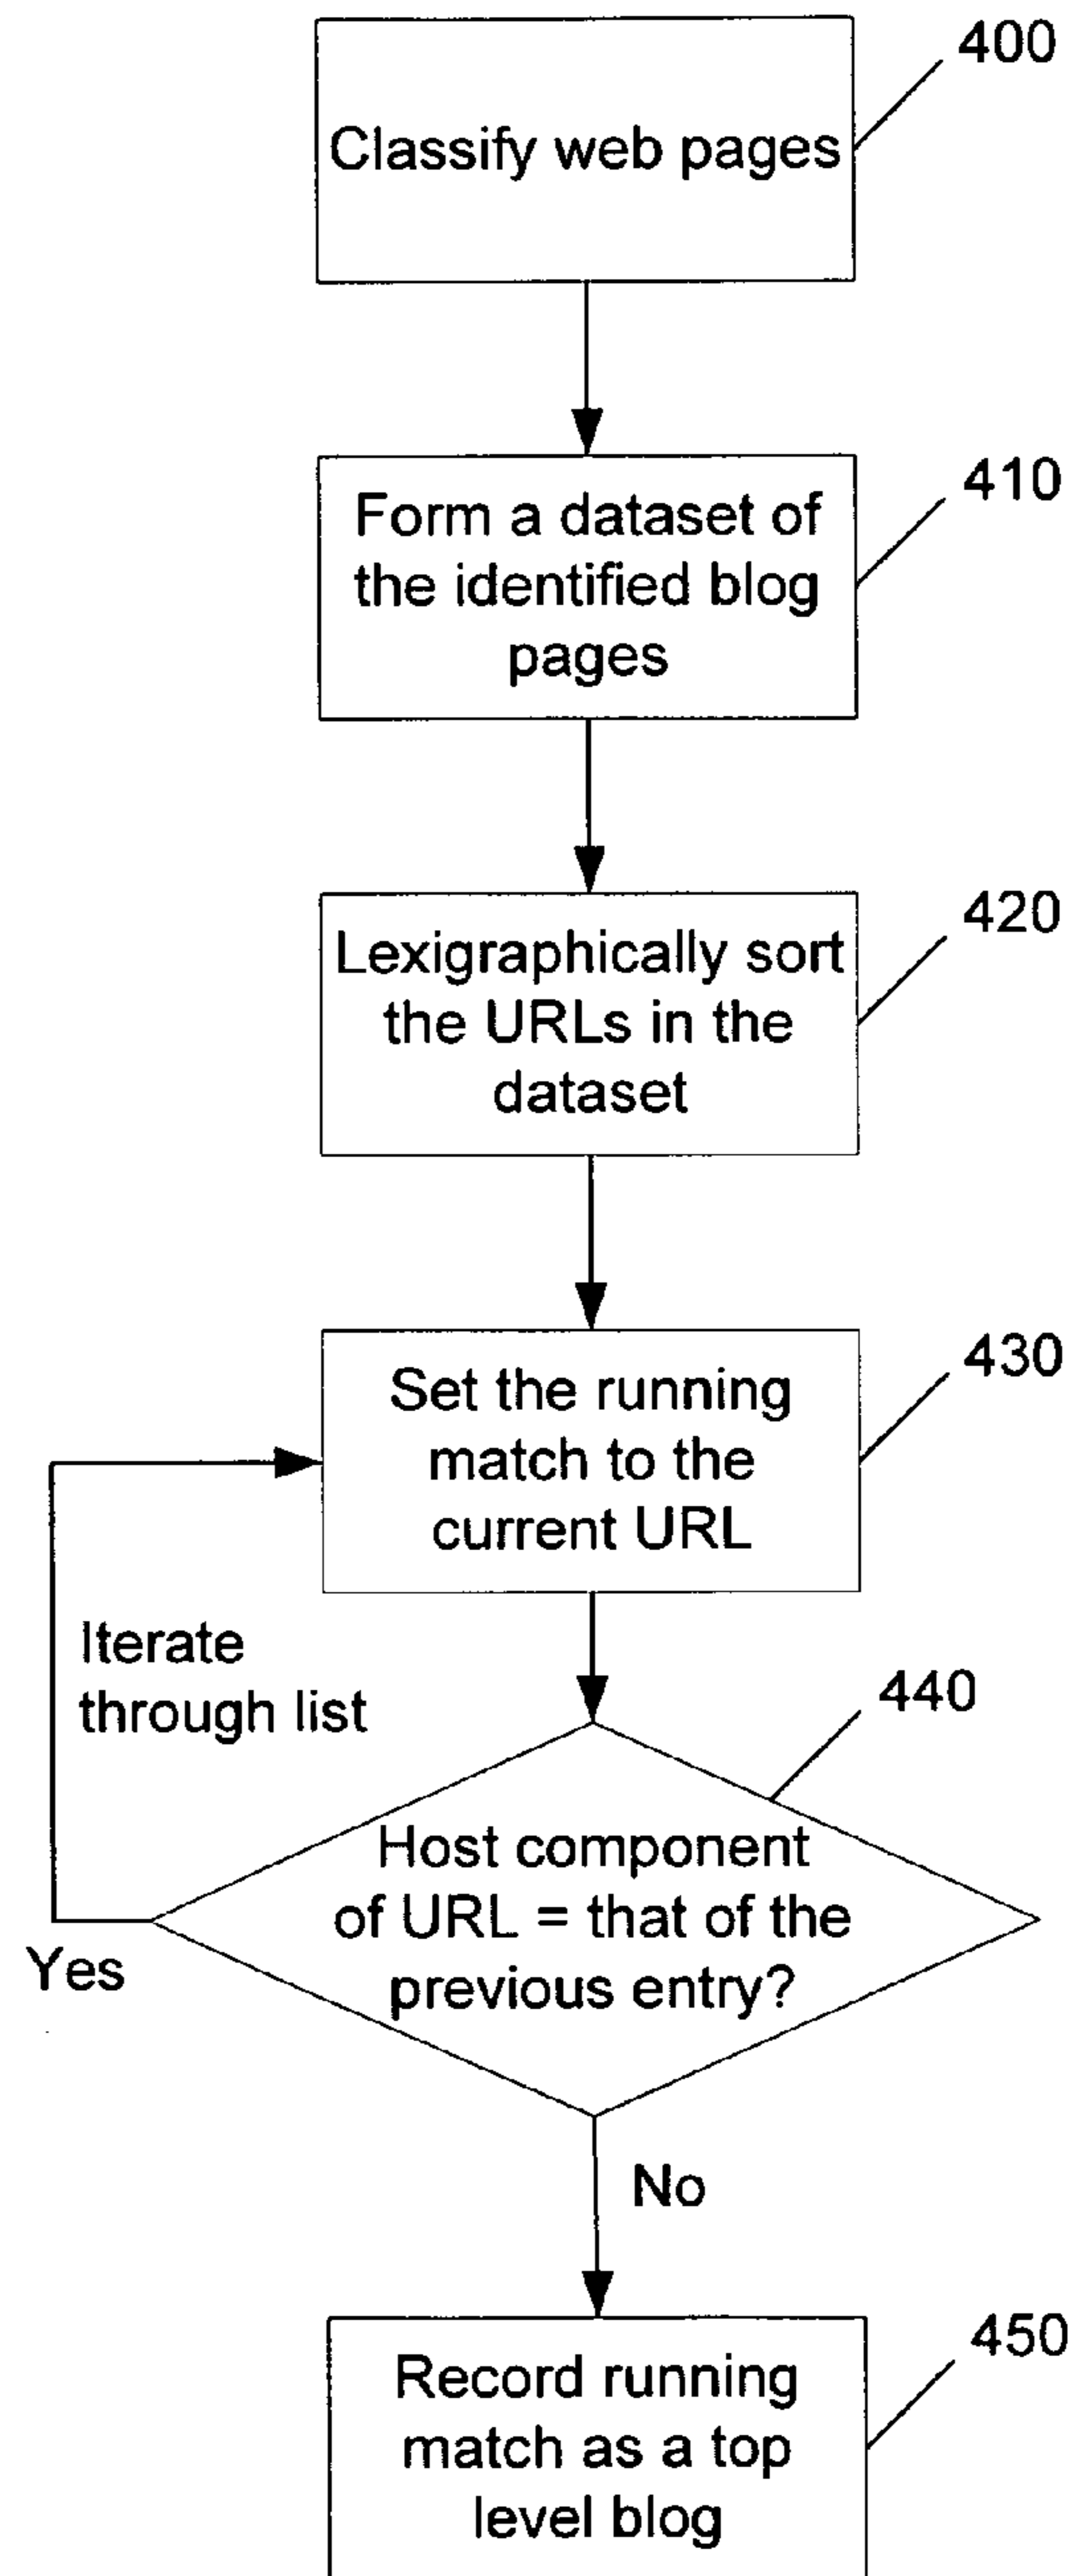 400
Classify web pages
410
Form a dataset of
the identified blog
pages
420
Lexigraphically sort
the URLs in the
dataset
430
Set the running
match to the
current URL
Iterate
through list
440
Host component
of URL = that of the
previous entry?
Yes
No
450
Record running
match as a top
level blog